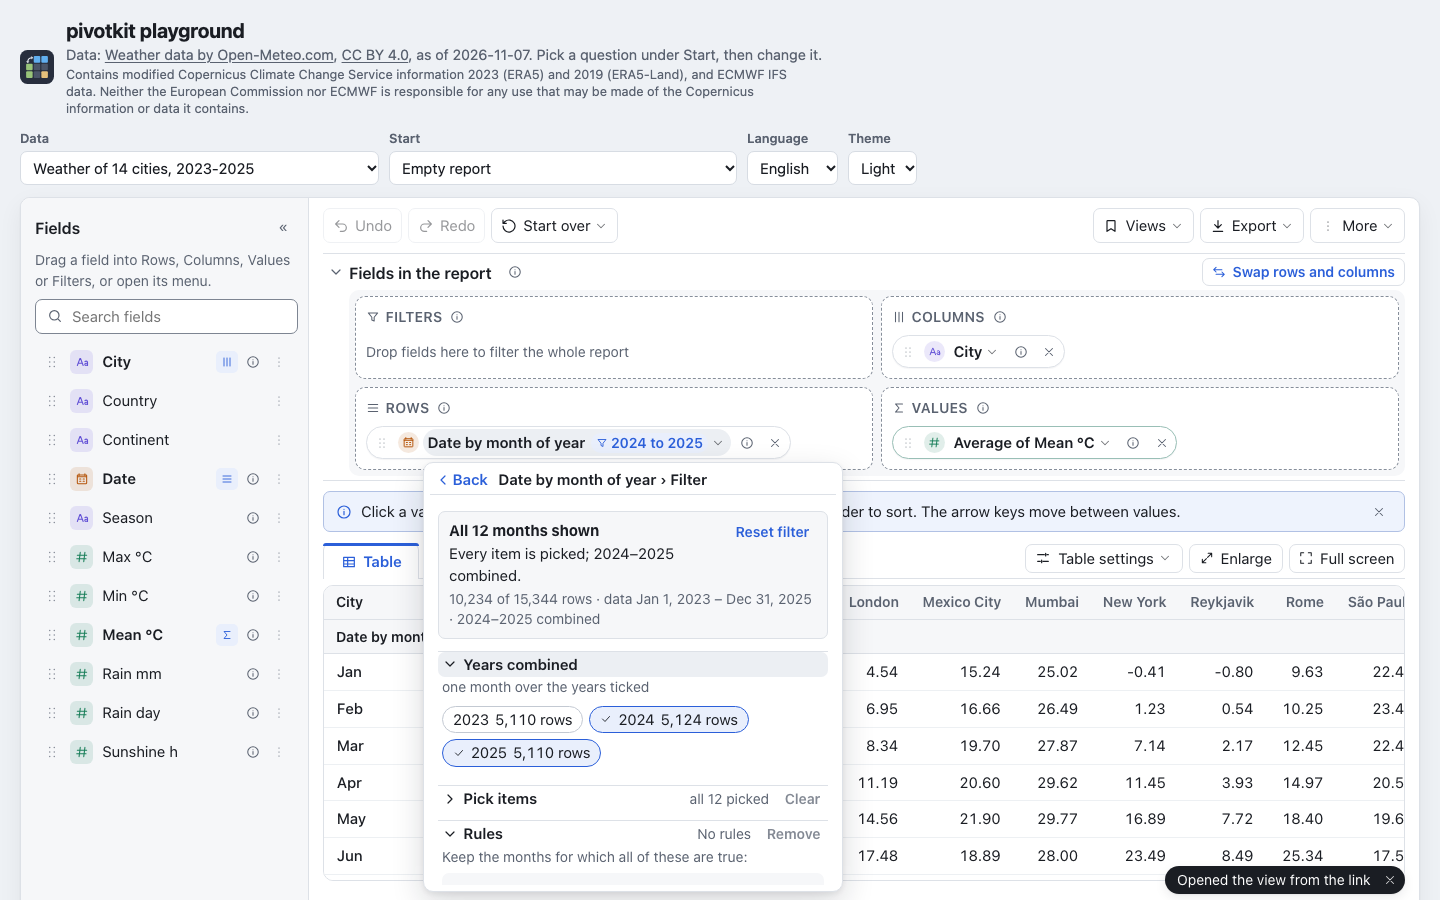 pivotkit playground
Data: Weather data by Open-Meteo.com, CC BY 4.0, as of 2026-11-07. Pick a question under Start, then change it.
Contains modified Copernicus Climate Change Service information 2023 (ERA5) and 2019 (ERA5-Land), and ECMWF IFS
data. Neither the European Commission nor ECMWF is responsible for any use that may be made of the Copernicus
information or data it contains.
Data Start Language Theme
Weather of 14 cities, 2023-2025 Empty report English Light
Fields «
Drag a field into Rows, Columns, Values
or Filters, or open its menu.
Search fields
Aa City
Aa Country
Aa Continent
Date
Aa Season
# Max °C
# Min °C
# Mean °C Σ
# Rain mm
# Rain day
# Sunshine h
Undo Redo Start over Views Export More
Fields in the report Swap rows and columns
FILTERS
Drop fields here to filter the whole report
COLUMNS
Aa City
ROWS
Date by month of year 2024 to 2025
Σ VALUES
# Average of Mean °C
Click a va der to sort. The arrow keys move between values.
Table Table settings Enlarge Full screen
Back Date by month of year › Filter
All 12 months shown Reset filter
Every item is picked; 2024–2025
combined.
10,234 of 15,344 rows · data Jan 1, 2023 – Dec 31, 2025
· 2024–2025 combined
Years combined
one month over the years ticked
2023 5,110 rows 2024 5,124 rows
2025 5,110 rows
Pick items all 12 picked Clear
Rules No rules Remove
Keep the months for which all of these are true:
City London Mexico City Mumbai New York Reykjavik Rome São Paul
Date by mont
Jan 4.54 15.24 25.02 -0.41 -0.80 9.63 22.4
Feb 6.95 16.66 26.49 1.23 0.54 10.25 23.4
Mar 8.34 19.70 27.87 7.14 2.17 12.45 22.4
Apr 11.19 20.60 29.62 11.45 3.93 14.97 20.5
May 14.56 21.90 29.77 16.89 7.72 18.40 19.6
Jun 17.48 18.89 28.00 23.49 8.49 25.34 17.5
Opened the view from the link